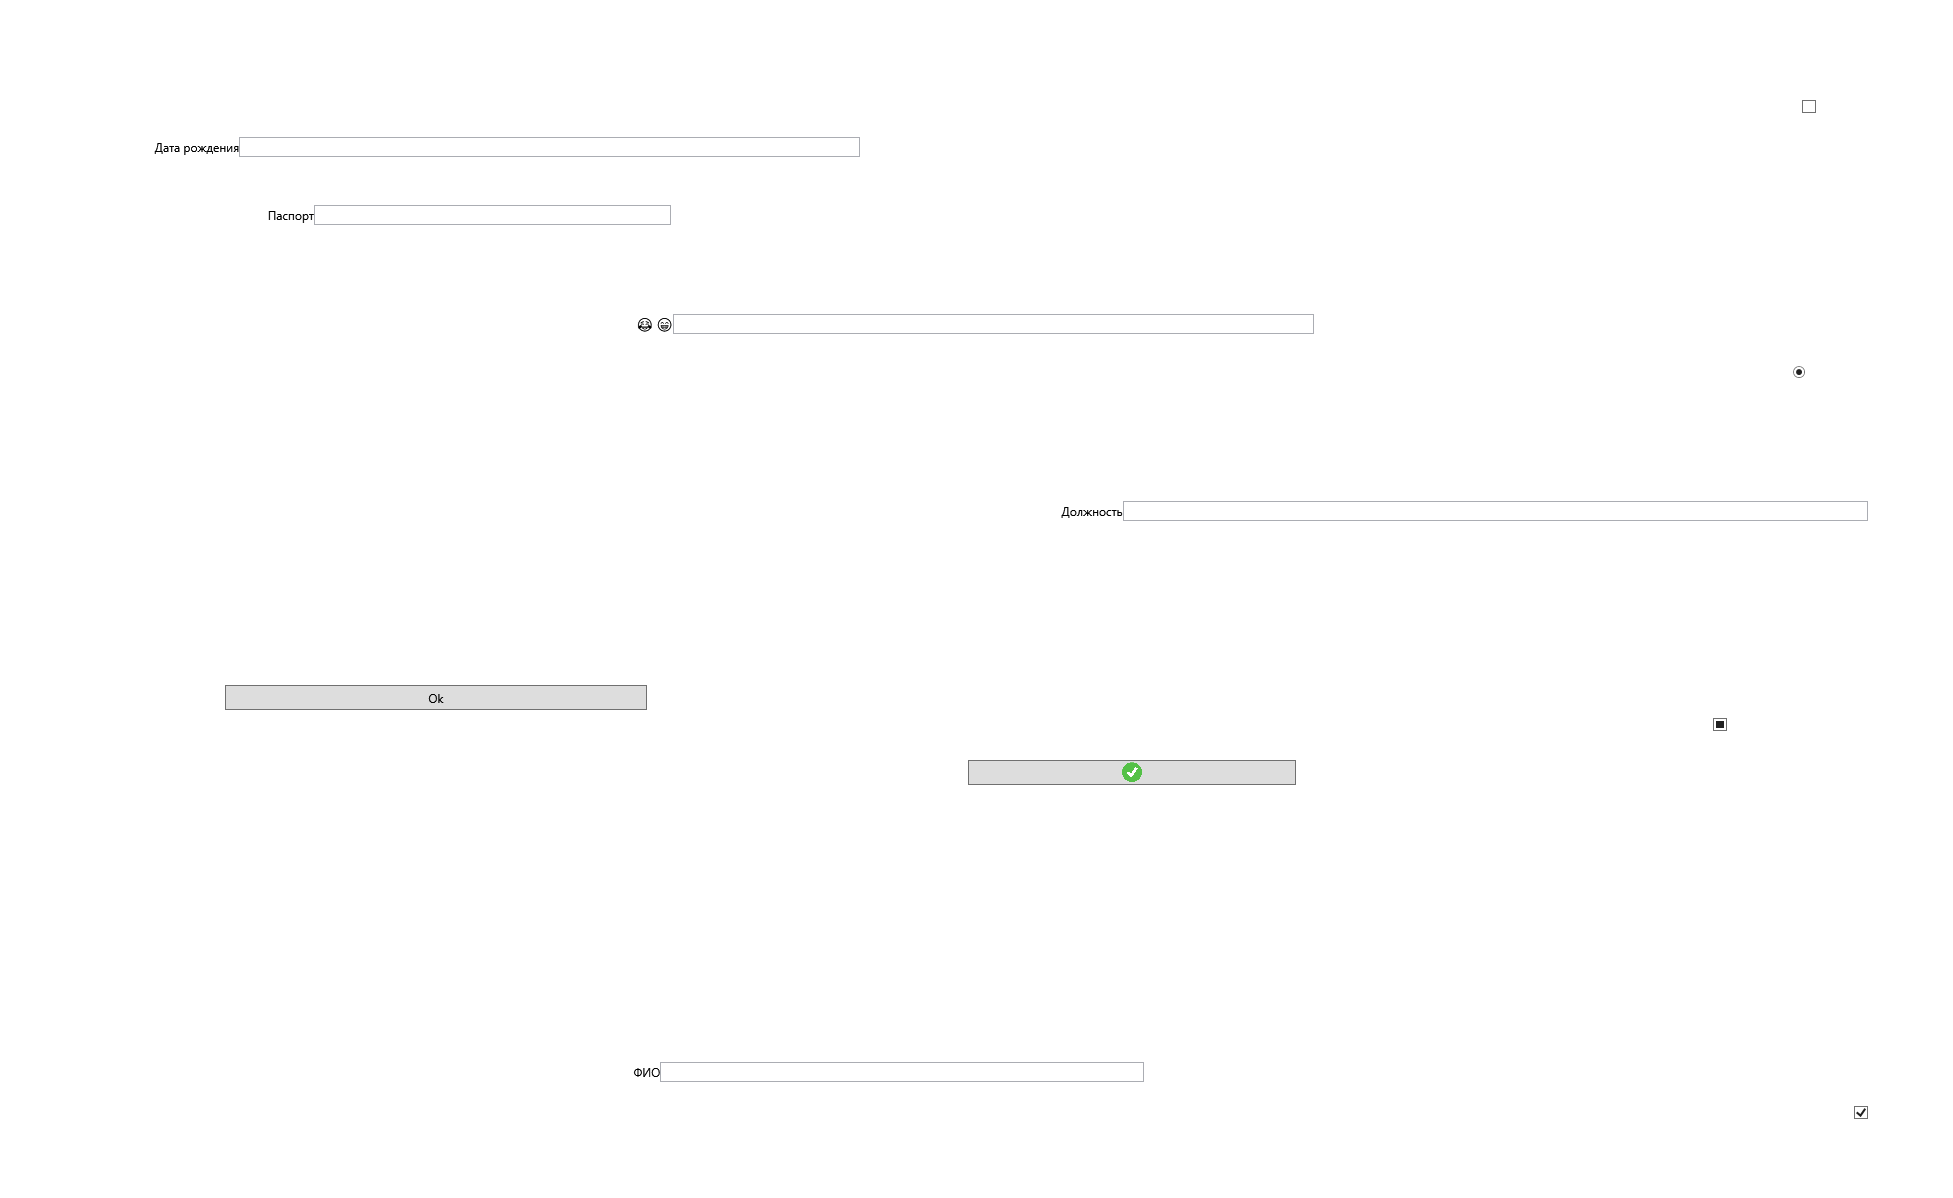 Дата рождения
Паспорт
😂 😁
Должность
Ok
ФИО